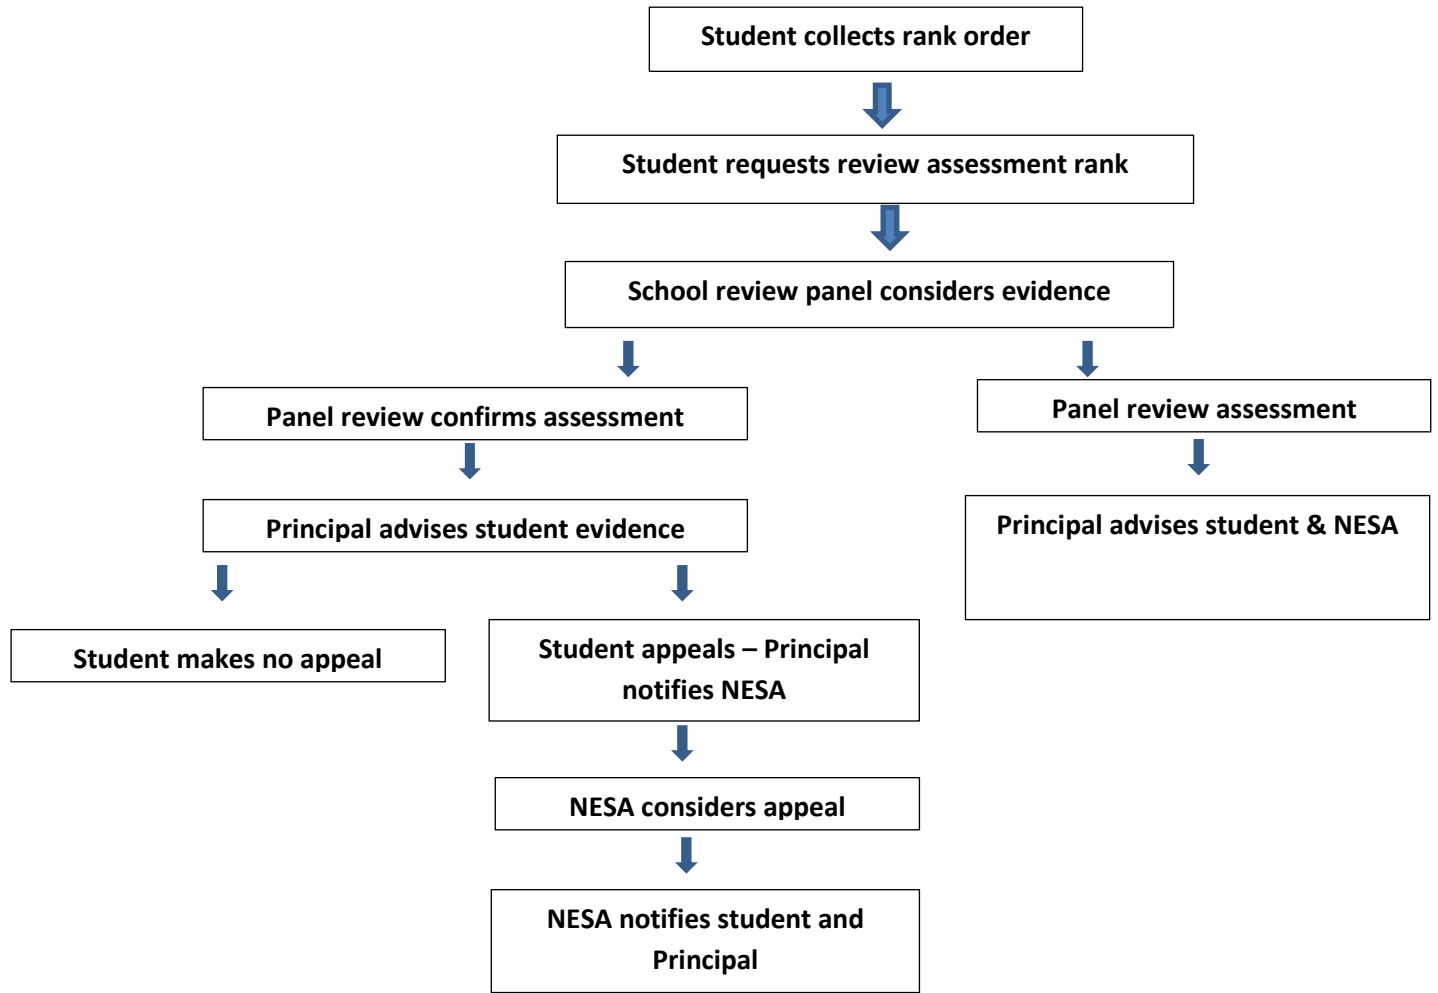 Student collects rank order
Student requests review assessment rank
School review panel considers evidence
Panel review confirms assessment
Panel review assessment
Principal advises student evidence
Principal advises student & NESA
Student makes no appeal
Student appeals – Principal
notifies NESA
NESA considers appeal
NESA notifies student and
Principal